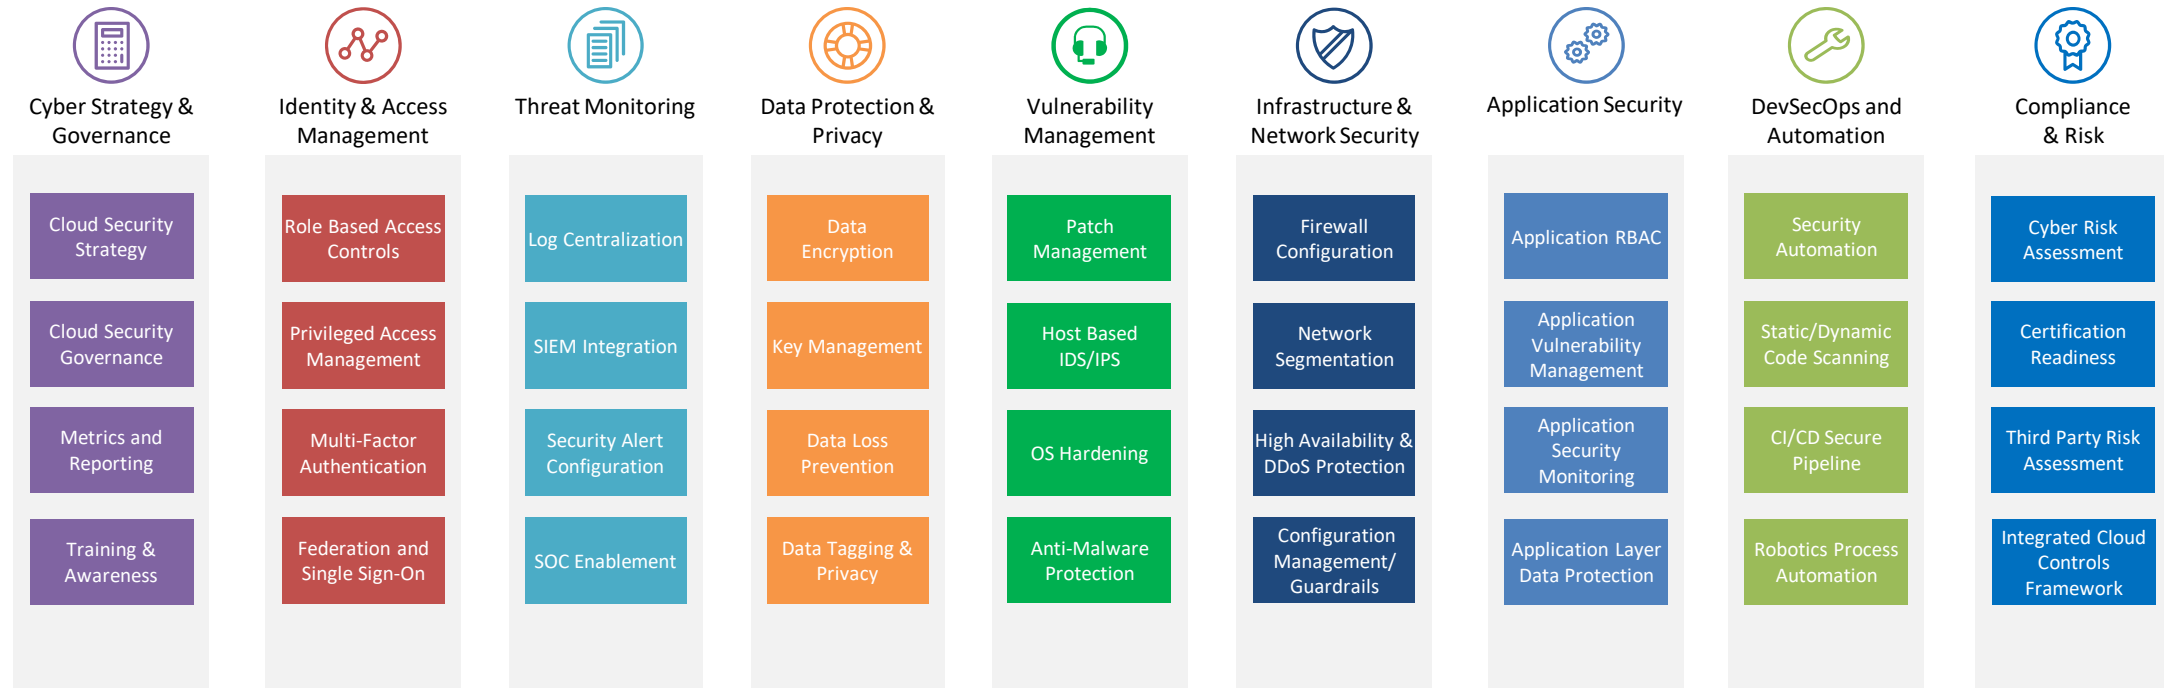 Cyber Strategy &
Governance
Cloud Security
Strategy
Cloud Security
Governance
Metrics and
Reporting
Training &
Awareness
Identity & Access
Management
Role Based Access
Controls
Privileged Access
Management
Multi-Factor
Authentication
Federation and
Single Sign-On
Threat Monitoring
Log Centralization
SIEM Integration
Security Alert
Configuration
SOC Enablement
Data Protection &
Privacy
Data
Encryption
Key Management
Data Loss
Prevention
Data Tagging &
Privacy
Vulnerability
Management
Patch
Management
Host Based
IDS/IPS
OS Hardening
Anti-Malware
Protection
Infrastructure &
Network Security
Firewall
Configuration
Network
Segmentation
High Availability &
DDoS Protection
Configuration
Management/
Guardrails
Application Security
Application RBAC
Application
Vulnerability
Management
Application
Security
Monitoring
Application Layer
Data Protection
DevSecOps and
Automation
Security
Automation
Static/Dynamic
Code Scanning
CI/CD Secure
Pipeline
Robotics Process
Automation
Compliance
& Risk
Cyber Risk
Assessment
Certification
Readiness
Third Party Risk
Assessment
Integrated Cloud
Controls
Framework